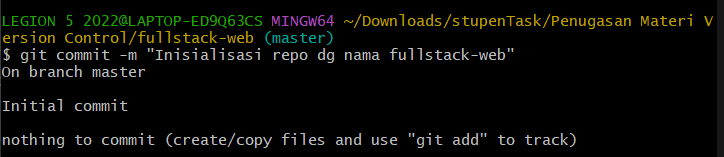 LEGION 5 2022@LAPTOP-ED9Q63CS MINGW64 ~/Downloads/stupenTask/Penugasan Materi V
ersion Control/fullstack-web (master)
$ git commit -m "Inisialisasi repo dg nama fullstack-web"
On branch master
Initial commit
nothing to commit (create/copy files and use "git add" to track)